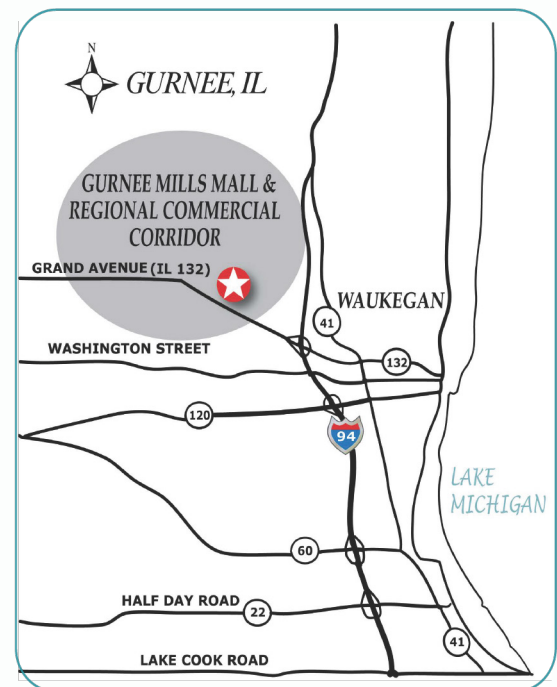 N
GURNEE, IL
GURNEE MILLS MALL &
REGIONAL COMMERCIAL
CORRIDOR
GRAND AVENUE (IL 132)
WAUKEGAN
41
WASHINGTON STREET
132
120
94
LAKE
MICHIGAN
60
HALF DAY ROAD
22
41
LAKE COOK ROAD